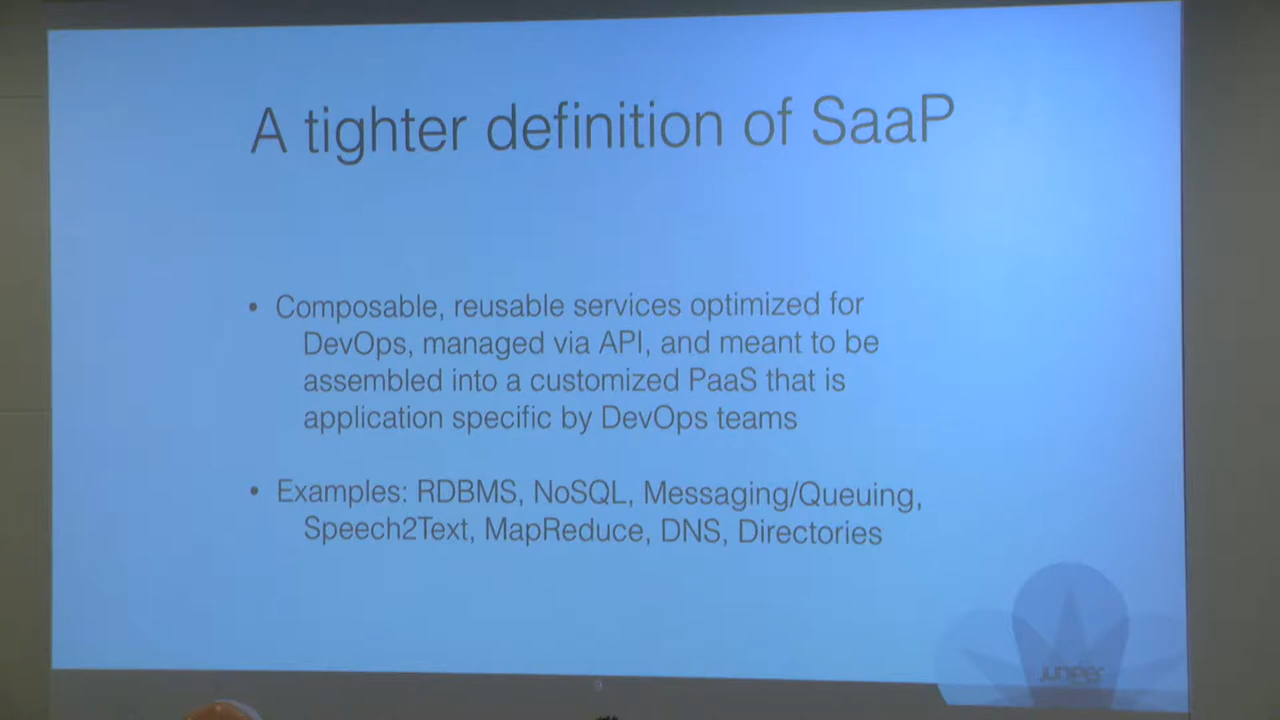 A tighter definition of SaaP
• Composable, reusable services optimized for
DevOps, managed via API, and meant to be
assembled into a customized PaaS that is
application specific by DevOps teams
• Examples: RDBMS, NoSQL, Messaging/Queuing,
Speech2Text, MapReduce, DNS, Directories
juniper